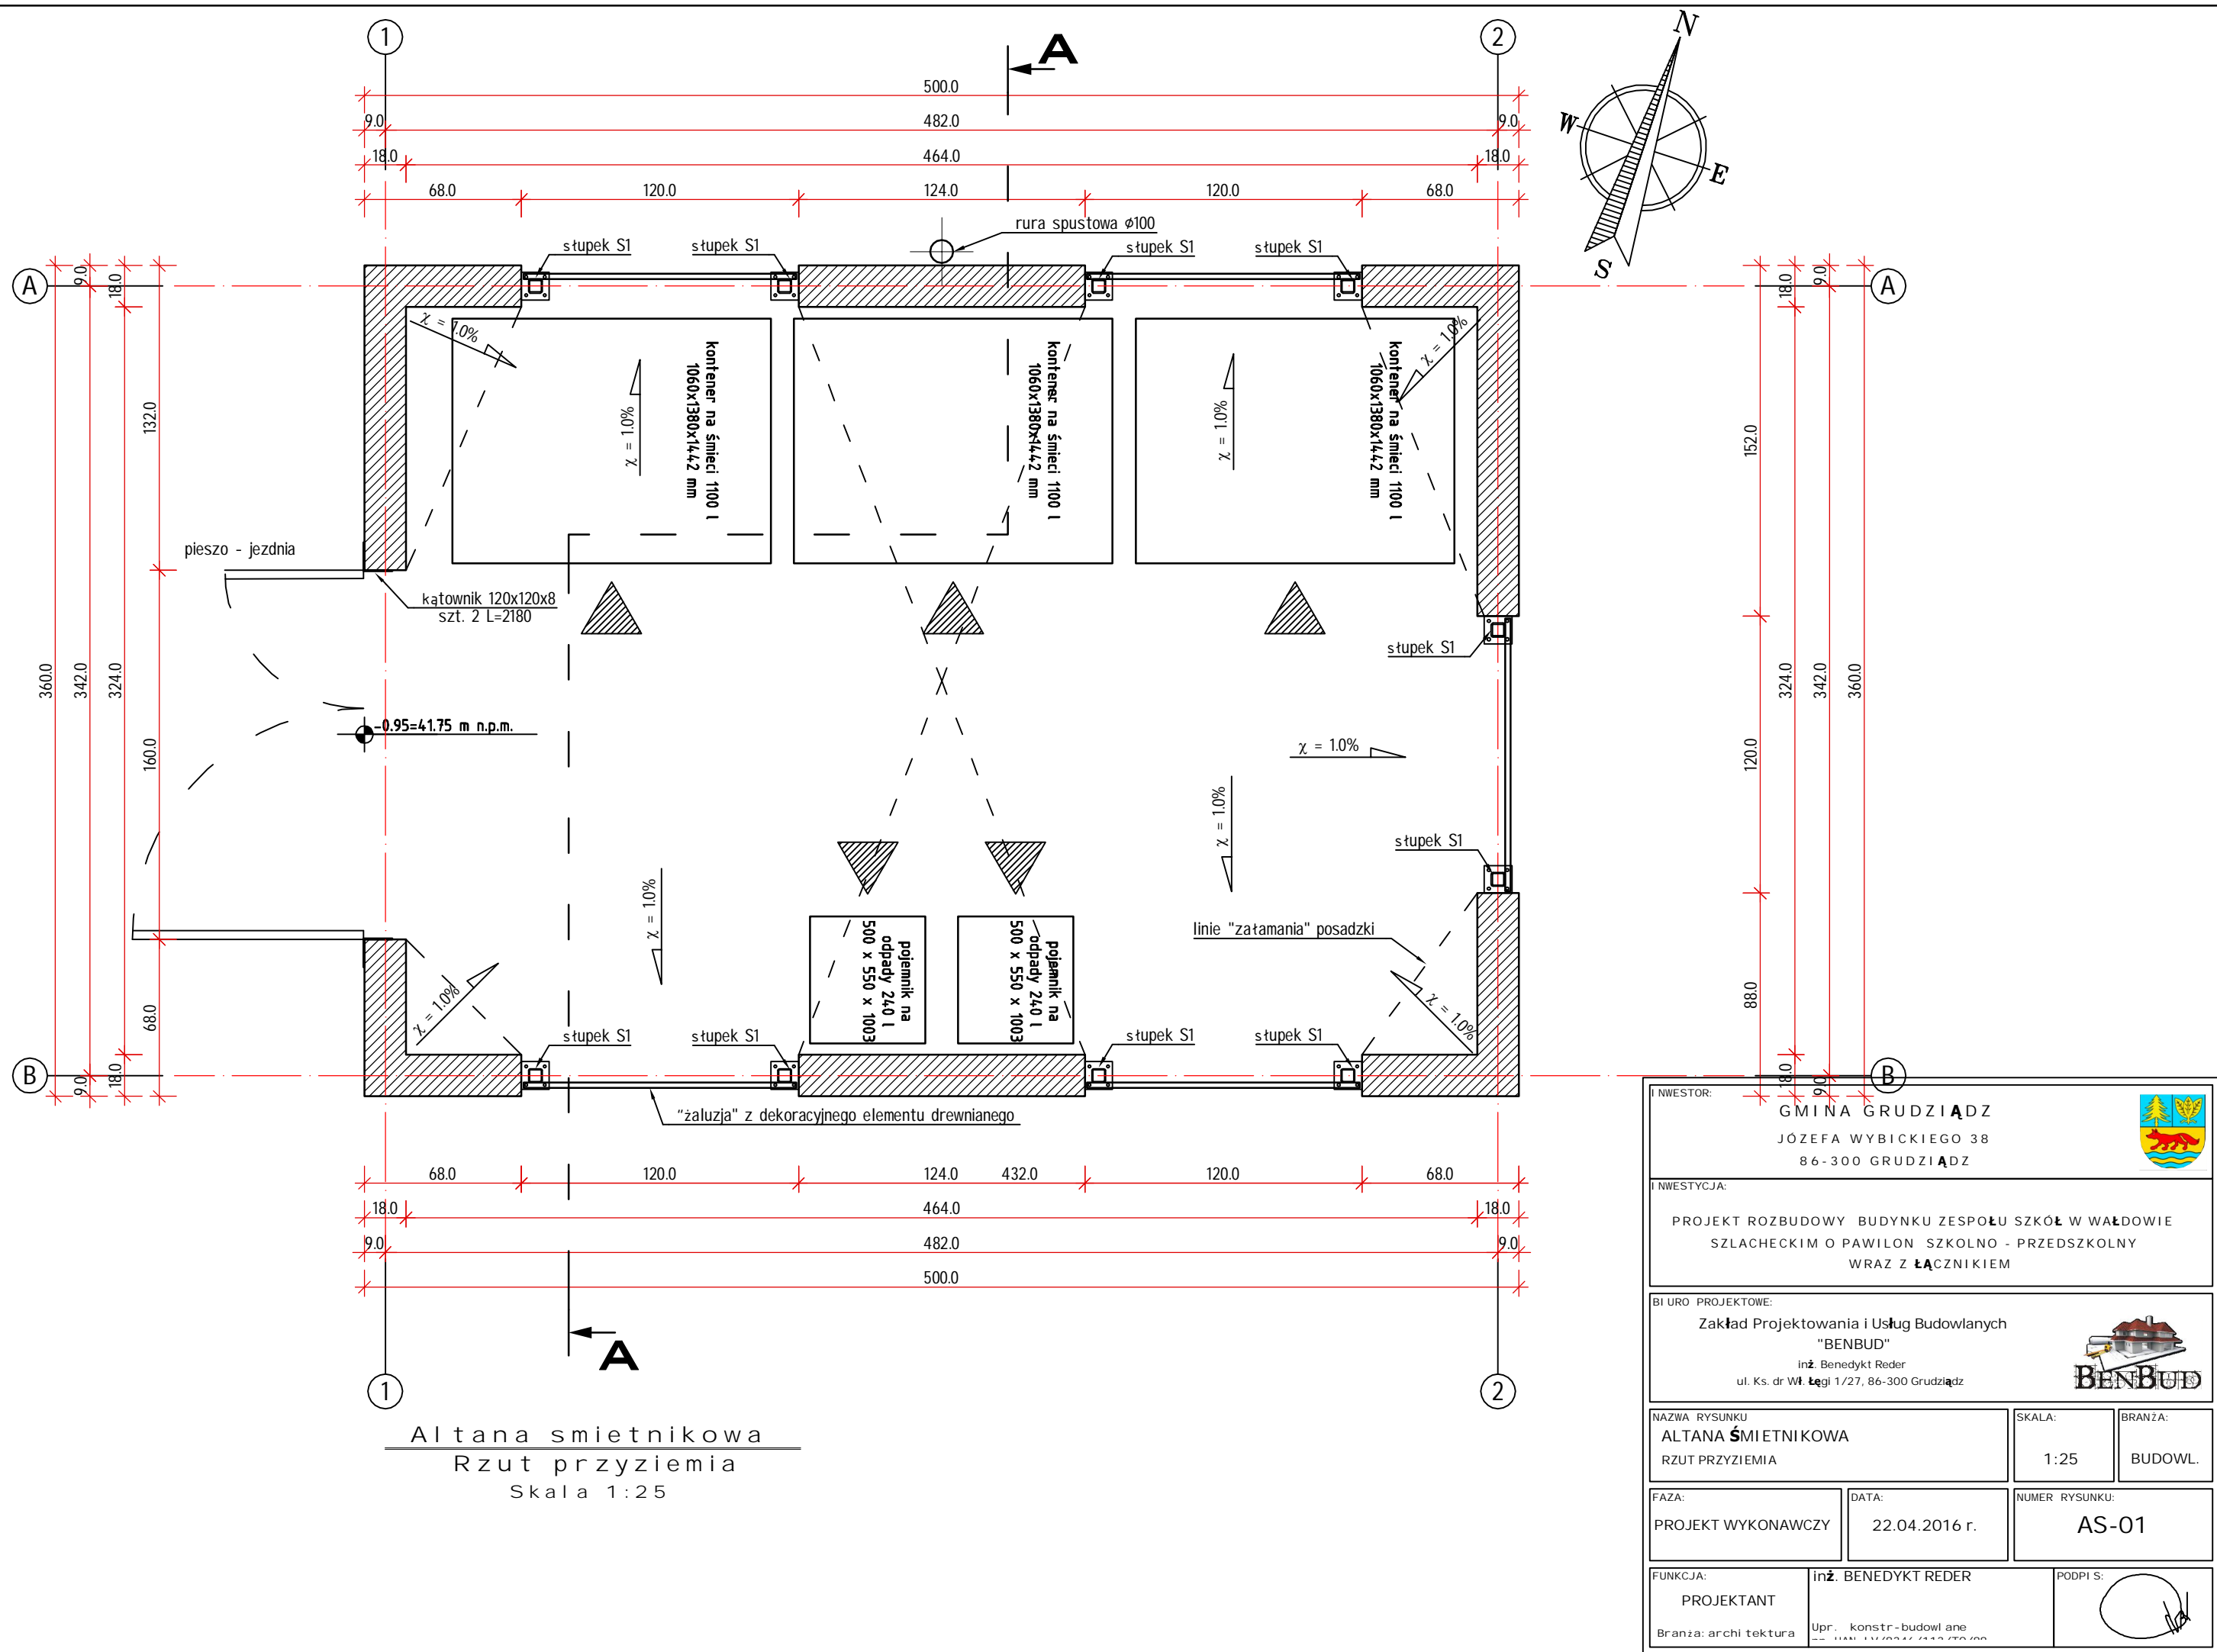 1
2
A
N
W
E
S
500.0
9.0 482.0 9.0
18.0 464.0 18.0
68.0 120.0 124.0 120.0 68.0
rura spustowa ø100
słupek S1
słupek S1
słupek S1
słupek S1
A
A
9.0
18.0
18.0
9.0
χ = 1.0%
χ = 1.0%
kontener na śmieci 1100 l
1060x1380x1442 mm
kontener na śmieci 1100 l
1060x1380x1442 mm
kontener na śmieci 1100 l
1060x1380x1442 mm
χ = 1.0%
χ = 1.0%
132.0
152.0
pieszo - jezdnia
kątownik 120x120x8
szt. 2 L=2180
słupek S1
360.0
342.0
324.0
160.0
-0.95=41.75 m n.p.m.
χ = 1.0%
120.0
324.0
342.0
360.0
χ = 1.0%
χ = 1.0%
słupek S1
linie "załamania" posadzki
pojemnik na
odpady 240 l
500 x 550 x 1003
pojemnik na
odpady 240 l
500 x 550 x 1003
68.0
88.0
χ = 1.0%
χ = 1.0%
słupek S1
słupek S1
słupek S1
słupek S1
B
B
9.0
18.0
18.0
9.0
"żaluzja" z dekoracyjnego elementu drewnianego
68.0 120.0 124.0 432.0 120.0 68.0
18.0 464.0 18.0
9.0 482.0 9.0
500.0
A
1
2
Altana smietnikowa
Rzut przyziemia
Skala 1:25
INWESTOR:
GMINA GRUDZIĄDZ
JÓZEFA WYBICKIEGO 38
86-300 GRUDZIĄDZ
INWESTYCJA:
PROJEKT ROZBUDOWY BUDYNKU ZESPOŁU SZKÓŁ W WAŁDOWIE
SZLACHECKIM O PAWILON SZKOLNO - PRZEDSZKOLNY
WRAZ Z ŁĄCZNIKIEM
BIURO PROJEKTOWE:
Zakład Projektowania i Usług Budowlanych
"BENBUD"
inż. Benedykt Reder
ul. Ks. dr Wł. Łęgi 1/27, 86-300 Grudziądz
BENBUD
NAZWA RYSUNKU
ALTANA ŚMIETNIKOWA
RZUT PRZYZIEMIA
SKALA:
1:25
BRANŻA:
BUDOWL.
FAZA:
PROJEKT WYKONAWCZY
DATA:
22.04.2016 r.
NUMER RYSUNKU:
AS-01
FUNKCJA:
PROJEKTANT
Branża: architektura
inż. BENEDYKT REDER
Upr. konstr-budowlane
PODPIS: